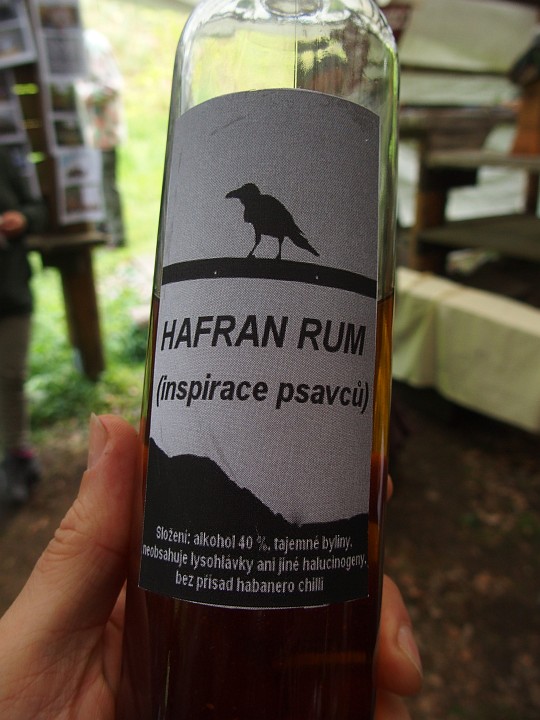 HAFRAN RUM
(inspirace psavců)
Složení: alkohol 40 %, tajemné byliny,
neobsahuje lysohlávky ani jiné halucinogeny,
bez přísad habanero chilli